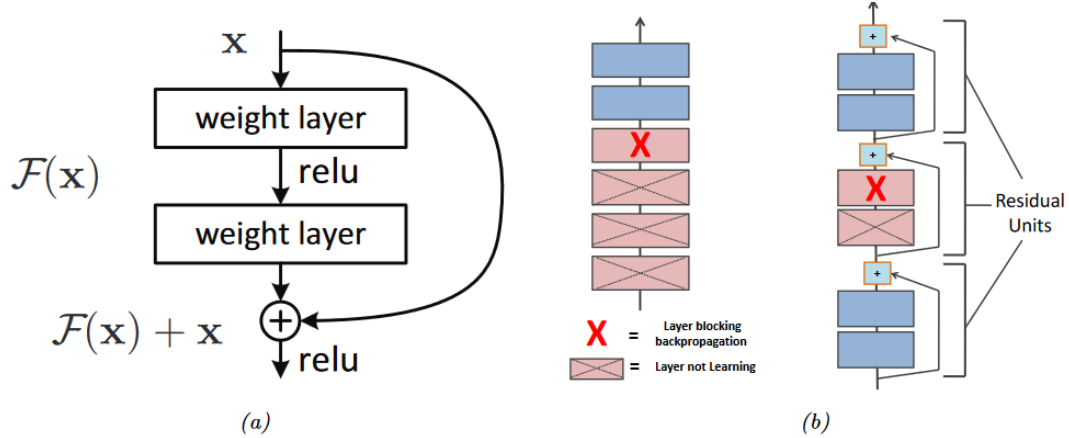 x
weight layer
relu
F(x)
weight layer
F(x) + x
+
relu
(a)
X
X = Layer blocking
backpropagation
= Layer not Learning
+
+
X
+
Residual
Units
(b)